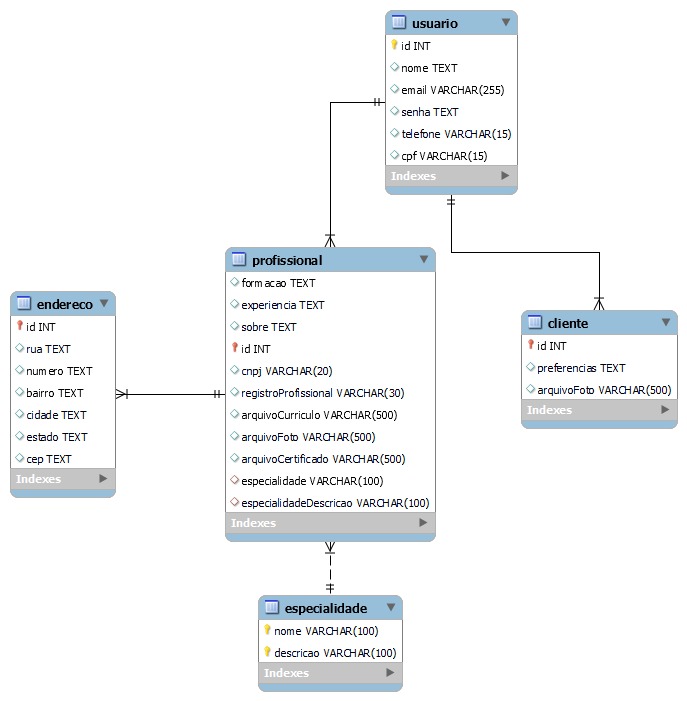 usuario
id INT
nome TEXT
email VARCHAR(255)
senha TEXT
telefone VARCHAR(15)
cpf VARCHAR(15)
Indexes
profissional
formacao TEXT
experiencia TEXT
sobre TEXT
id INT
cnpj VARCHAR(20)
registroProfissional VARCHAR(30)
arquivoCurriculo VARCHAR(500)
arquivoFoto VARCHAR(500)
arquivoCertificado VARCHAR(500)
especialidade VARCHAR(100)
especialidadeDescricao VARCHAR(100)
Indexes
endereco
id INT
rua TEXT
numero TEXT
bairro TEXT
cidade TEXT
estado TEXT
cep TEXT
Indexes
cliente
id INT
preferencias TEXT
arquivoFoto VARCHAR(500)
Indexes
especialidade
nome VARCHAR(100)
descricao VARCHAR(100)
Indexes